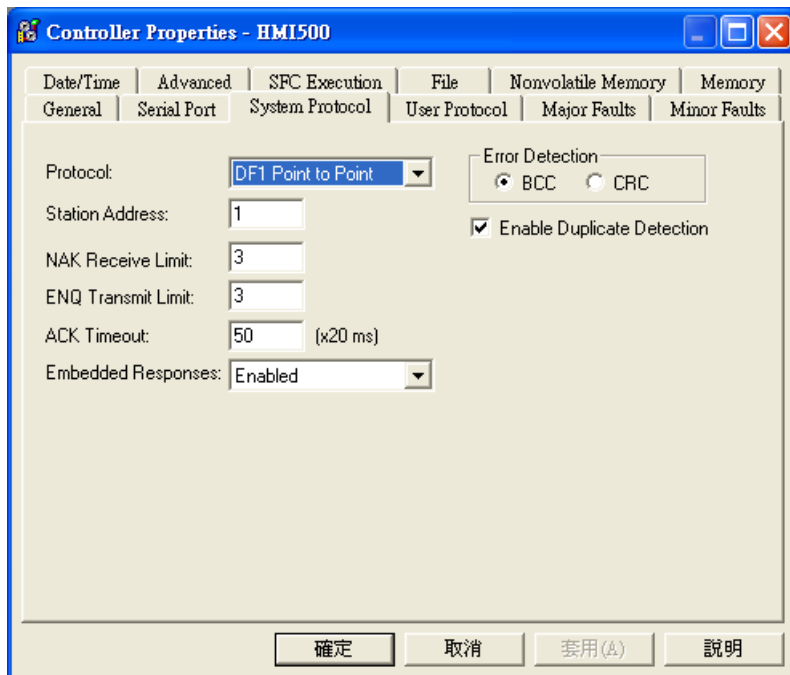 Controller Properties - HMI500
Date/Time Advanced SFC Execution File Nonvolatile Memory Memory
General Serial Port System Protocol User Protocol Major Faults Minor Faults
Protocol: DF1 Point to Point
Error Detection
BCC CRC
Station Address: 1
Enable Duplicate Detection
NAK Receive Limit: 3
ENQ Transmit Limit: 3
ACK Timeout: 50 (x20 ms)
Embedded Responses: Enabled
確定 取消 套用(A) 說明